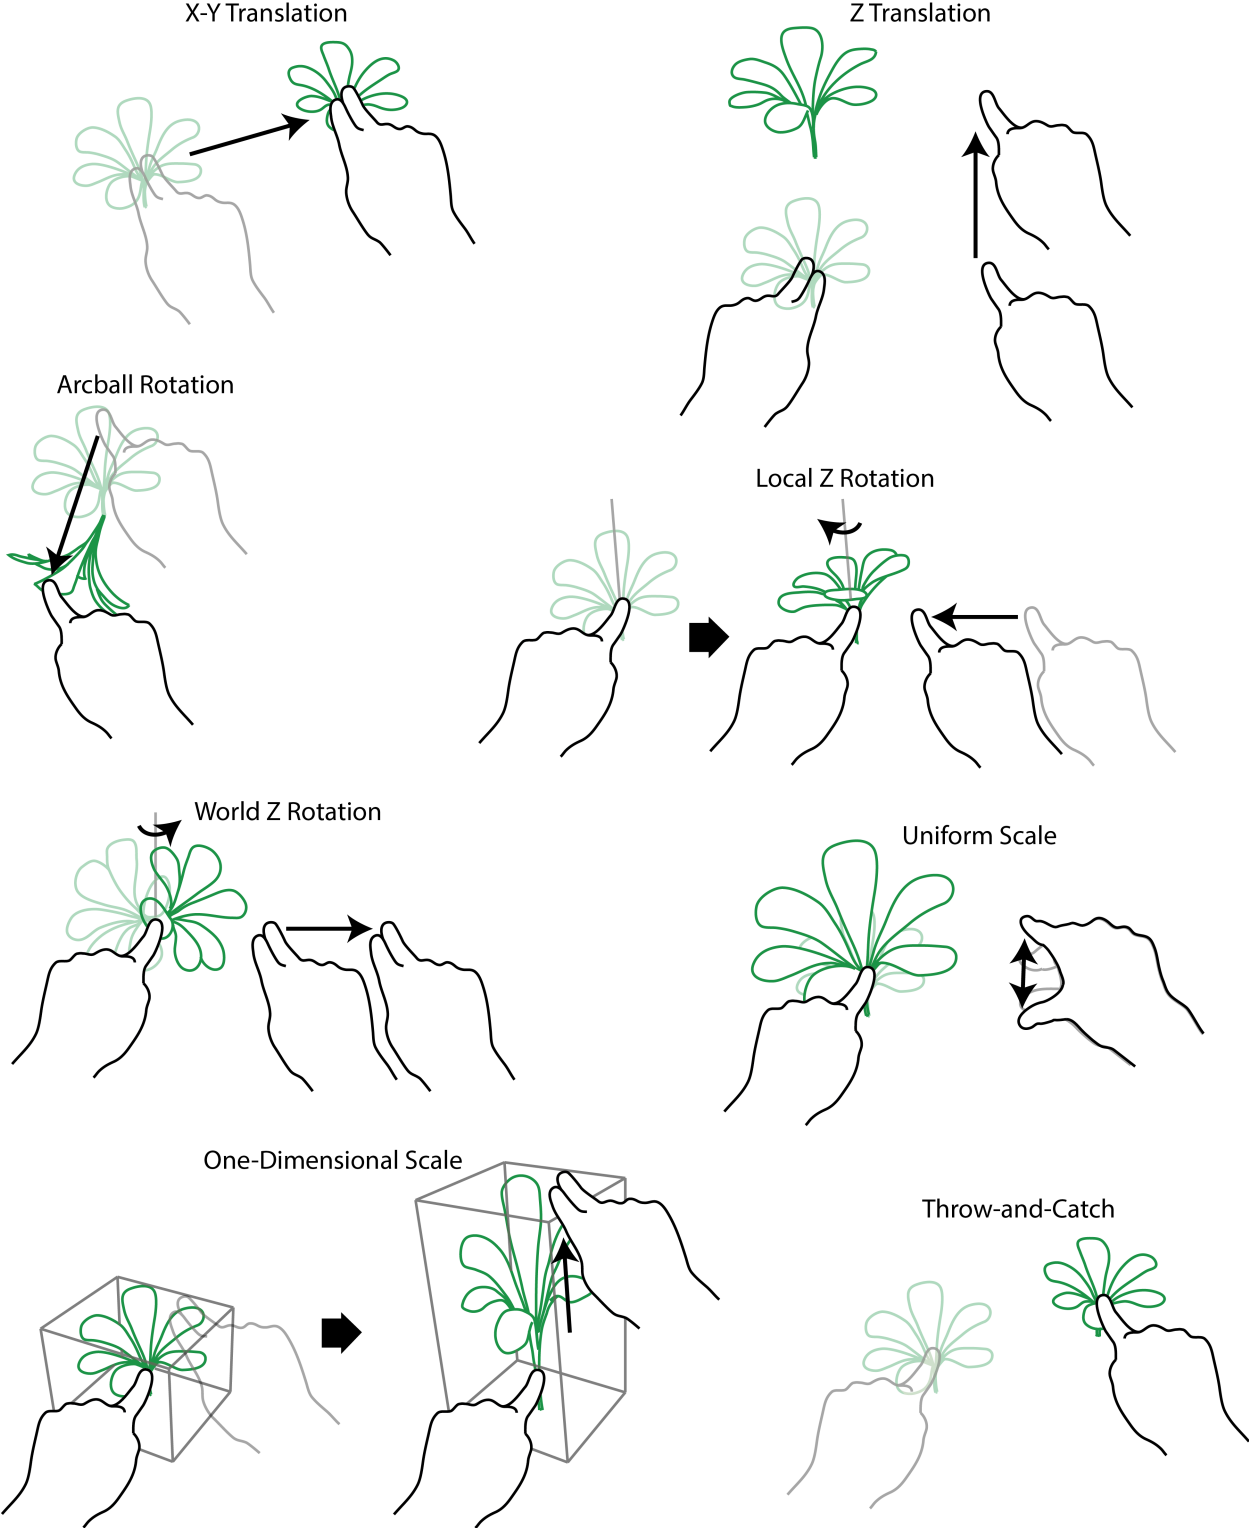 X-Y Translation
Z Translation
Arcball Rotation
Local Z Rotation
World Z Rotation
Uniform Scale
One-Dimensional Scale
Throw-and-Catch